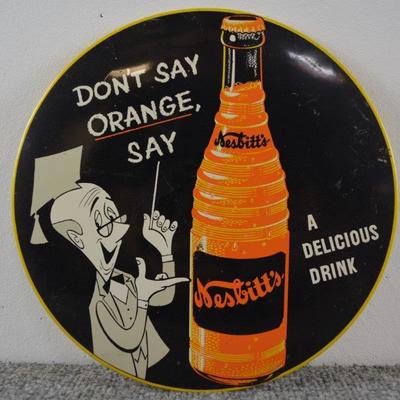 DON'T SAY
ORANGE,
SAY
Nesbitt's
Nesbitt's
A
DELICIOUS
DRINK